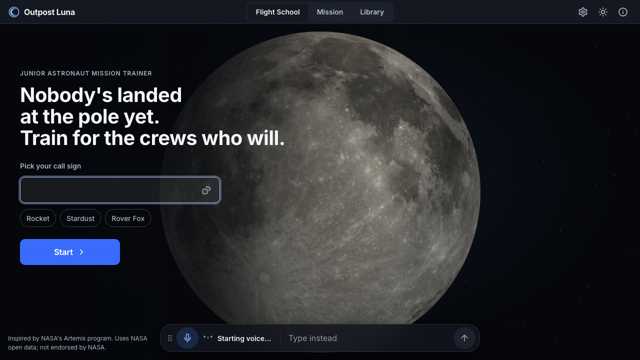 Outpost Luna
Flight School
Mission
Library
JUNIOR ASTRONAUT MISSION TRAINER
Nobody's landed
at the pole yet.
Train for the crews who will.
Pick your call sign
Rocket
Stardust
Rover Fox
Start
Inspired by NASA's Artemis program. Uses NASA
open data; not endorsed by NASA.
Starting voice...
Type instead